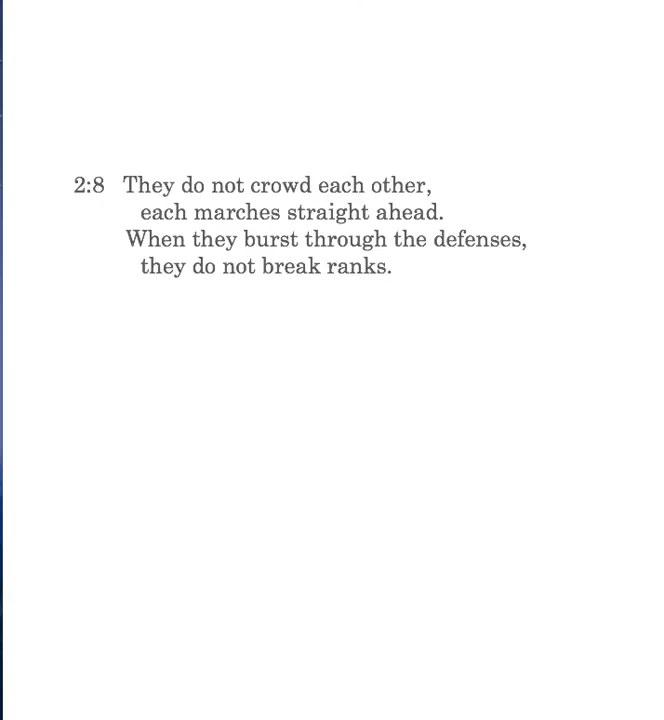 2:8 They do not crowd each other,
each marches straight ahead.
When they burst through the defenses,
they do not break ranks.